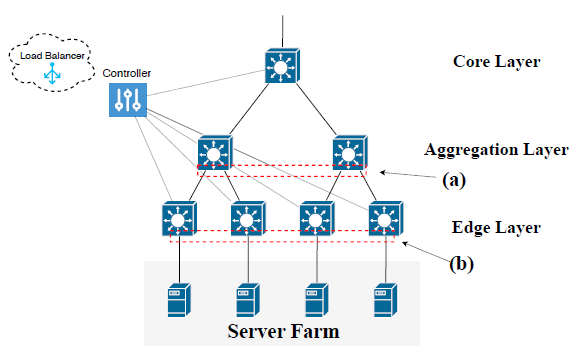 Load Balancer
Controller
Core Layer
Aggregation Layer
(a)
Edge Layer
(b)
Server Farm